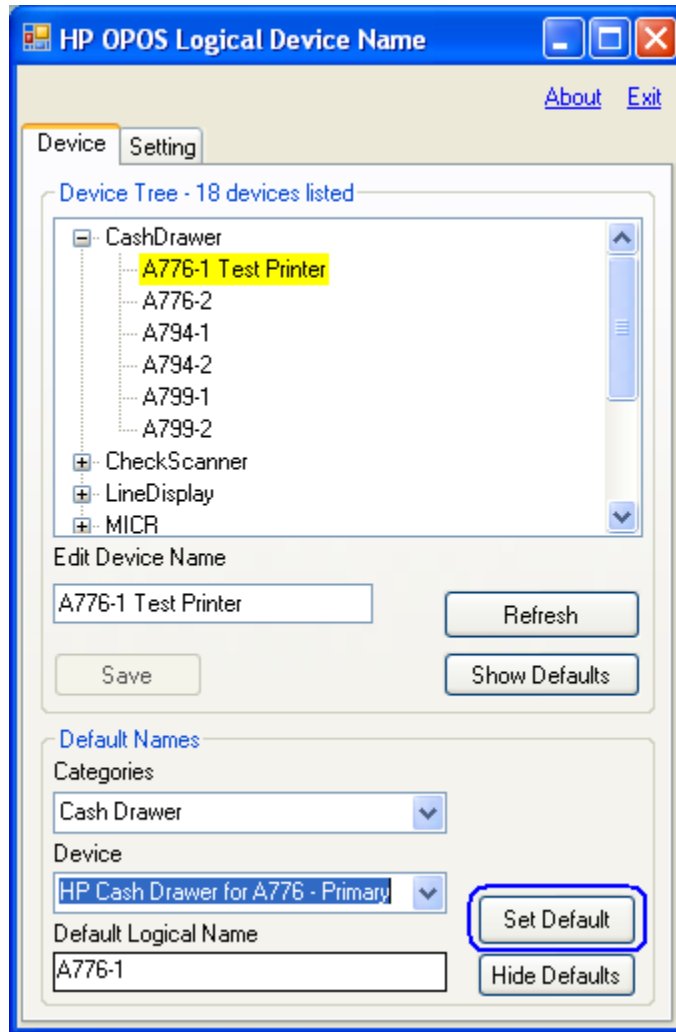 HP OPOS Logical Device Name
About Exit
Device Setting
Device Tree - 18 devices listed
CashDrawer
A776-1 Test Printer
A776-2
A794-1
A794-2
A799-1
A799-2
CheckScanner
LineDisplay
MICR
Edit Device Name
A776-1 Test Printer
Refresh
Save
Show Defaults
Default Names
Categories
Cash Drawer
Device
HP Cash Drawer for A776 - Primary
Set Default
Default Logical Name
A776-1
Hide Defaults